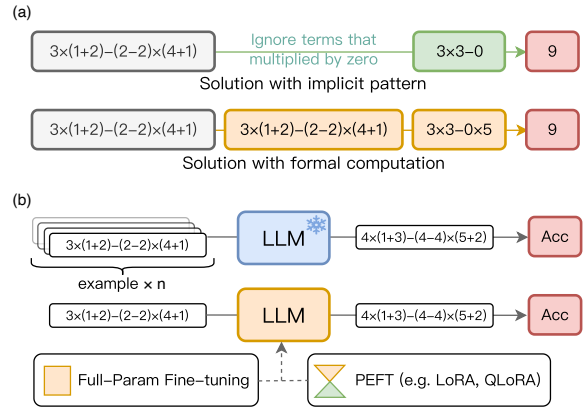 (a)
3×(1+2)−(2−2)×(4+1)
Ignore terms that
multiplied by zero
3×3−0
9
Solution with implicit pattern
3×(1+2)−(2−2)×(4+1)
3×(1+2)−(2−2)×(4+1)
3×3−0×5
9
Solution with formal computation
(b)
3×(1+2)−(2−2)×(4+1)
LLM
4×(1+3)−(4−4)×(5+2)
Acc
example × n
3×(1+2)−(2−2)×(4+1)
LLM
4×(1+3)−(4−4)×(5+2)
Acc
Full-Param Fine-tuning
PEFT (e.g. LoRA, QLoRA)